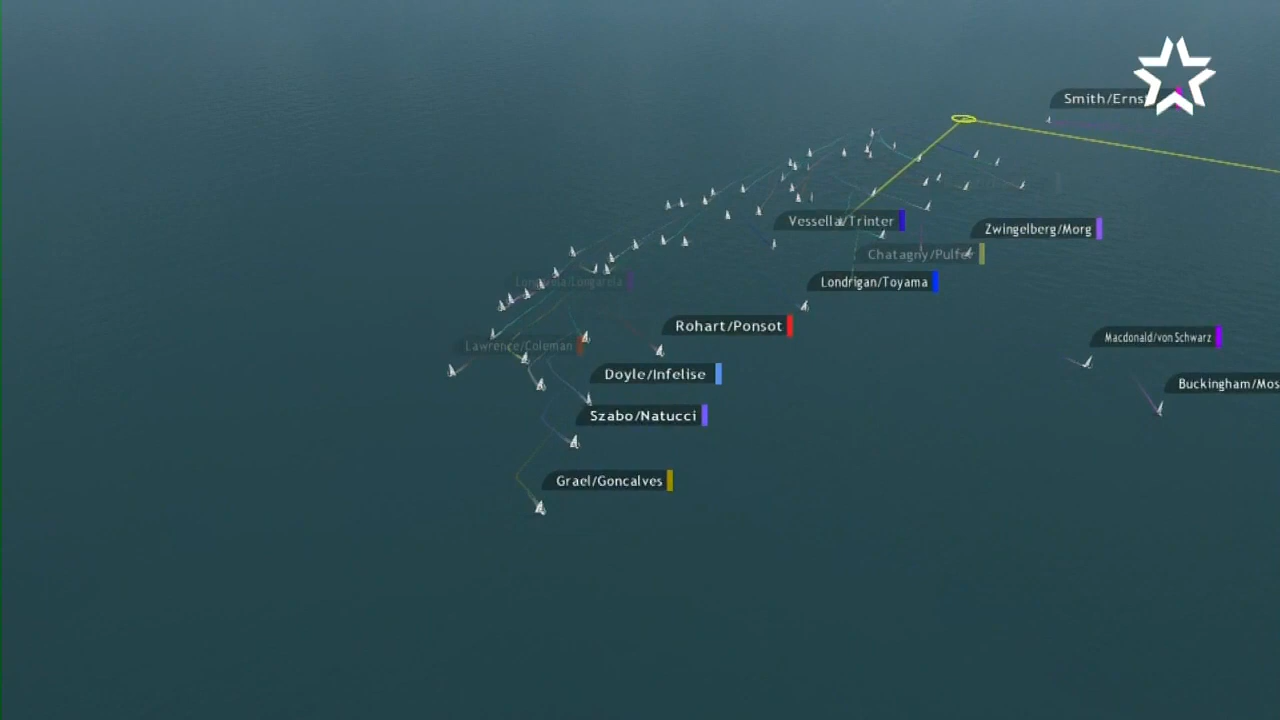 Smith/Erns
Vessella/Trinter
Zwingelberg/Morg
Chatagny/Pulfer
Londrigan/Toyama
Rohart/Ponsot
Macdonald/von Schwarz
Lawrence/Coleman
Doyle/Infelise
Buckingham/Mos
Szabo/Natucci
Grael/Goncalves